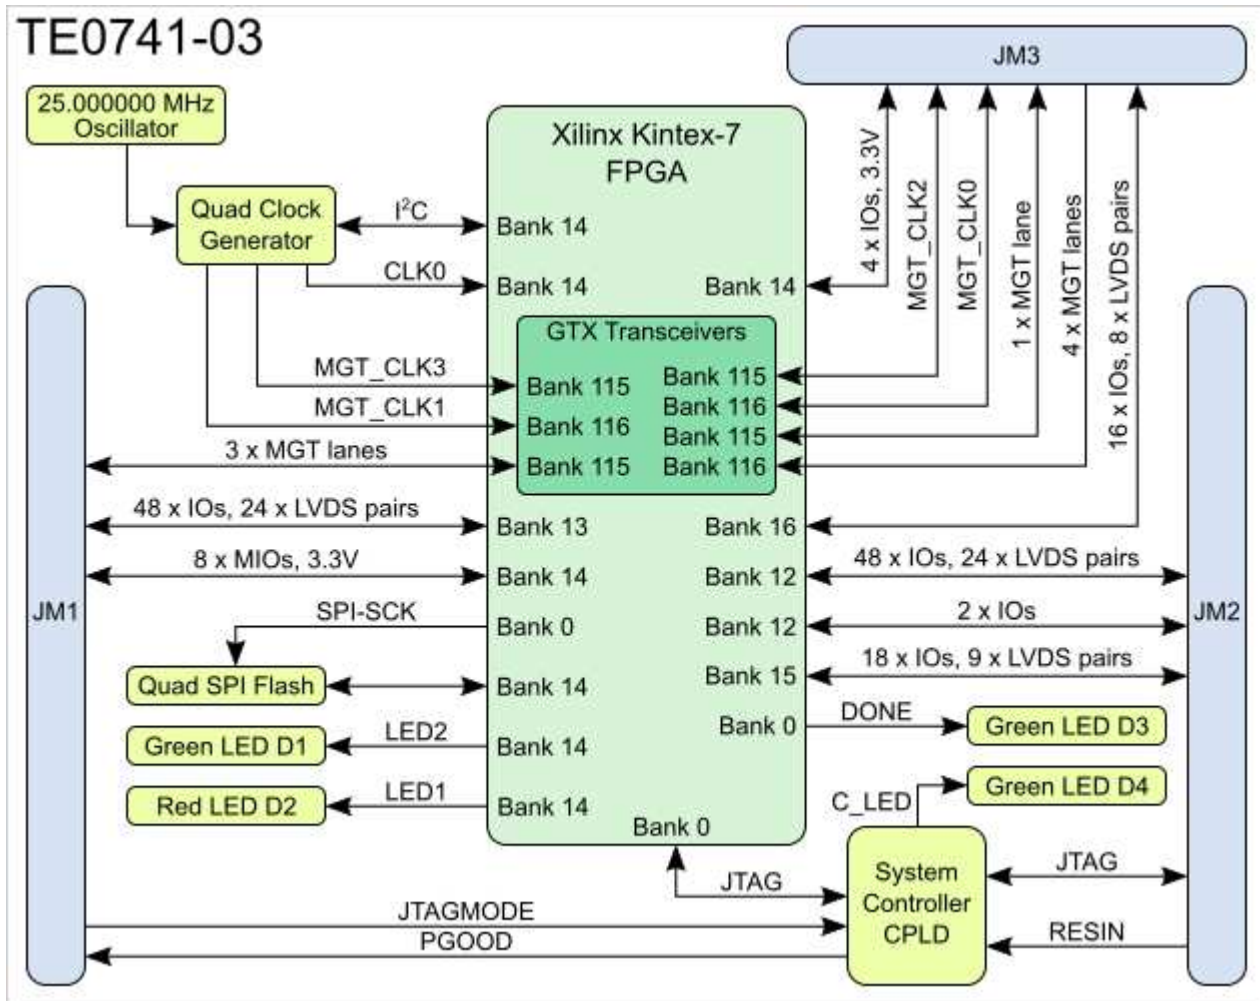 TE0741-03
JM3
25.000000 MHz
Oscillator
Xilinx Kintex-7
FPGA
4 x IOs, 3.3V
MGT_CLK2
MGT_CLK0
1 x MGT lane
4 x MGT lanes
16 x IOs, 8 x LVDS pairs
Quad Clock
Generator
I²C
Bank 14
CLK0
Bank 14
Bank 14
GTX Transceivers
MGT_CLK3
Bank 115
Bank 115
MGT_CLK1
Bank 116
Bank 116
Bank 115
3 x MGT lanes
Bank 115
Bank 116
48 x IOs, 24 x LVDS pairs
Bank 13
Bank 16
8 x MIOs, 3.3V
Bank 14
Bank 12
48 x IOs, 24 x LVDS pairs
JM1
SPI-SCK
Bank 0
Bank 12
2 x IOs
JM2
Quad SPI Flash
Bank 14
Bank 15
18 x IOs, 9 x LVDS pairs
Green LED D1
LED2
Bank 14
Bank 0
DONE
Green LED D3
Red LED D2
LED1
Bank 14
C_LED
Green LED D4
Bank 0
JTAG
System
Controller
CPLD
JTAG
JTAGMODE
PGOOD
RESIN